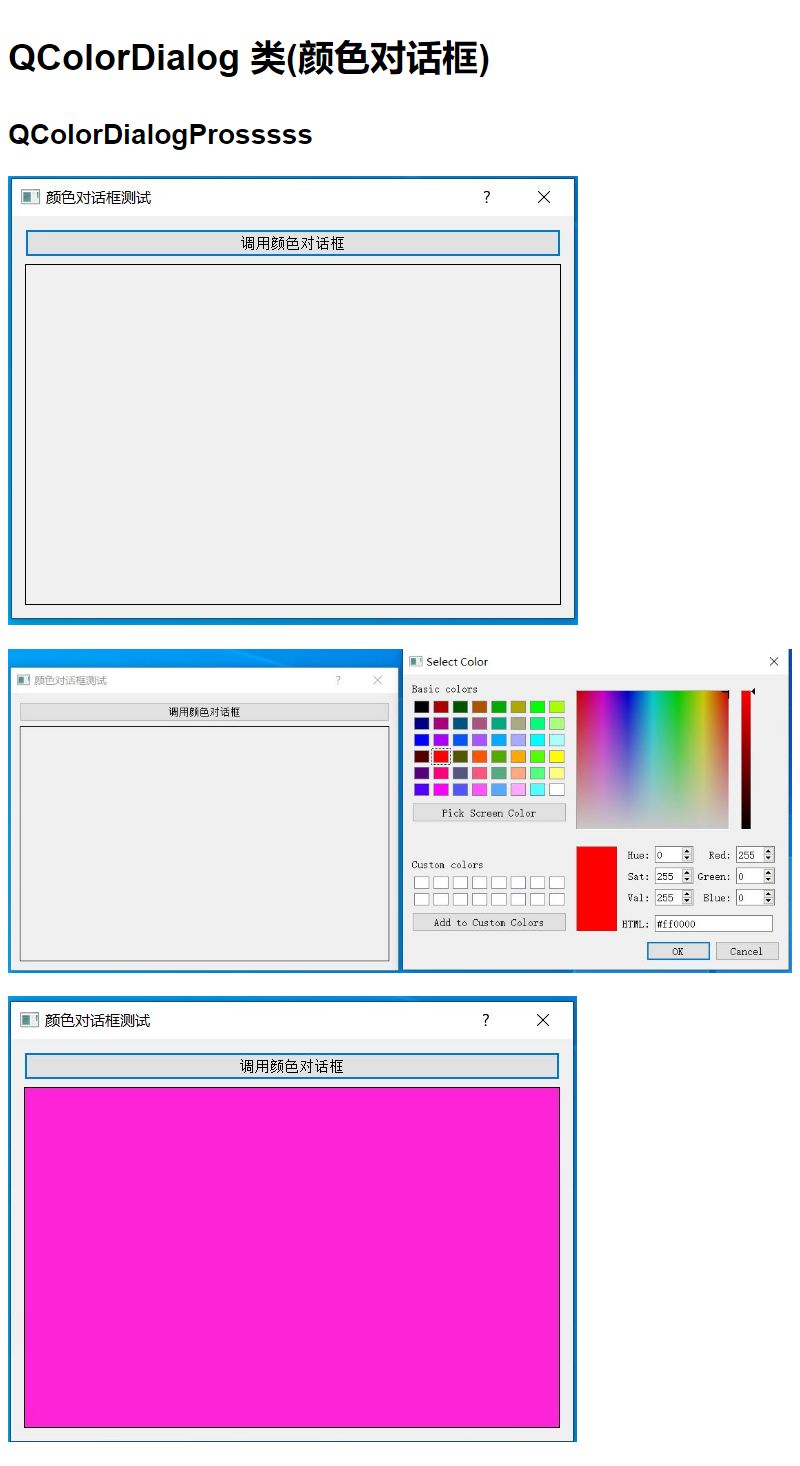 QColorDialog 类(颜色对话框)
QColorDialogProsssss
颜色对话框测试 ?
调用颜色对话框
颜色对话框测试 ?
调用颜色对话框
Select Color
Basic colors
Pick Screen Color
Custom colors
Add to Custom Colors
Hue: 0 Red: 255
Sat: 255 Green: 0
Val: 255 Blue: 0
HTML: #ff0000
OK Cancel
颜色对话框测试 ?
调用颜色对话框